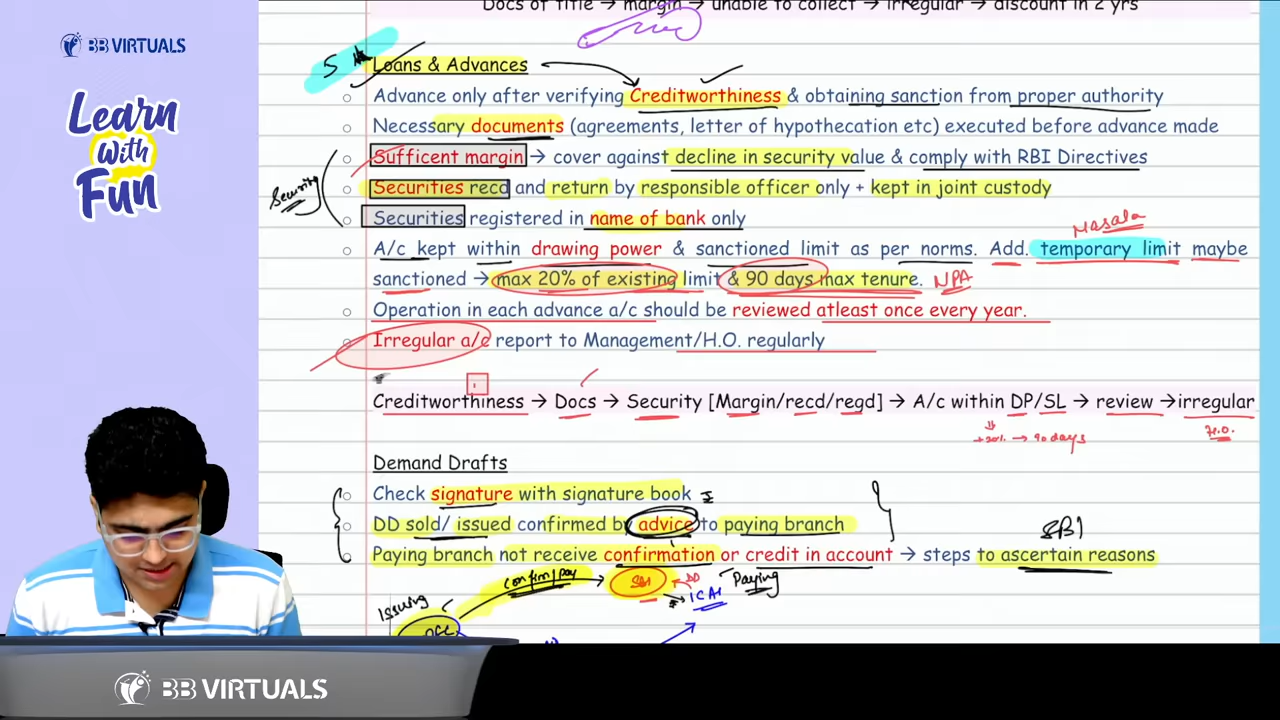 Docs of title → margin → unable to collect → irregular → discount in 2 yrs
BB VIRTUALS
Learn
With
Fun
5
Loans & Advances
Advance only after verifying Creditworthiness & obtaining sanction from proper authority
Necessary documents (agreements, letter of hypothecation etc) executed before advance made
Sufficent margin → cover against decline in security value & comply with RBI Directives
Security
Securities recd and return by responsible officer only + kept in joint custody
Securities registered in name of bank only
Masala
A/c kept within drawing power & sanctioned limit as per norms. Add. temporary limit maybe
sanctioned → max 20% of existing limit & 90 days max tenure. NPA
Operation in each advance a/c should be reviewed atleast once every year.
Irregular a/c report to Management/H.O. regularly
Creditworthiness → Docs → Security [Margin/recd/regd] → A/c within DP/SL → review →irregular
+20% → 90 days
H.O.
Demand Drafts
Check signature with signature book
DD sold/ issued confirmed by advice to paying branch
SBI
Paying branch not receive confirmation or credit in account → steps to ascertain reasons
confirm/pay
SBI
DD
Paying
ICAI
Issuing
BB VIRTUALS